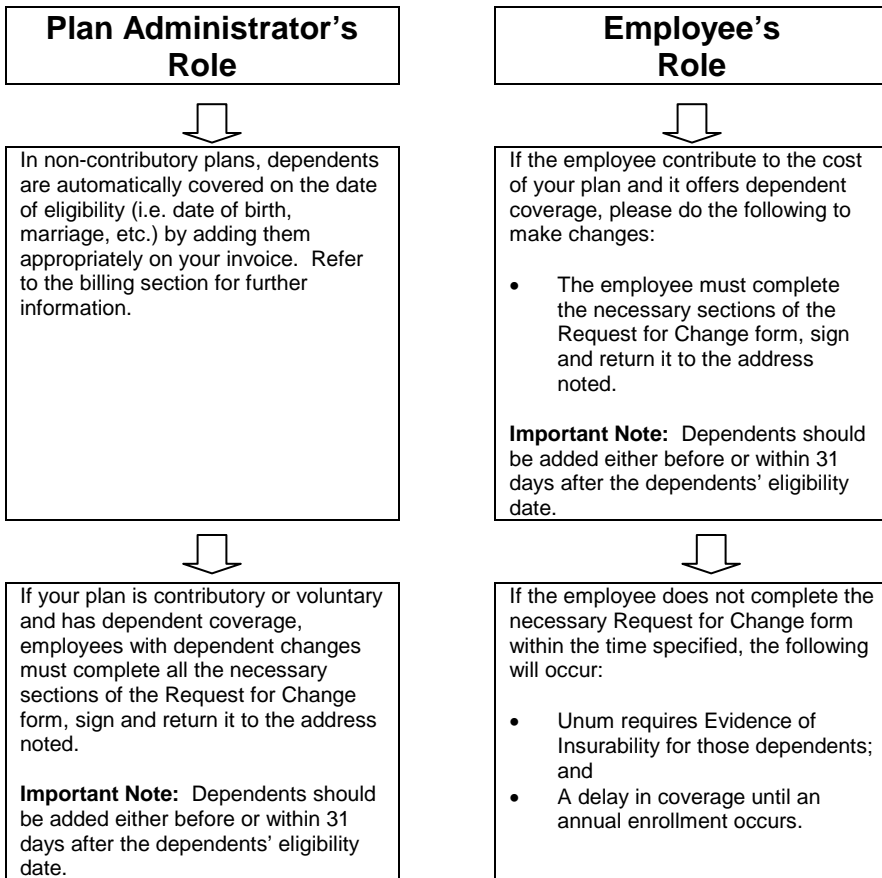 Plan Administrator's
Role
In non-contributory plans, dependents
are automatically covered on the date
of eligibility (i.e. date of birth,
marriage, etc.) by adding them
appropriately on your invoice.  Refer
to the billing section for further
information.
If your plan is contributory or voluntary
and has dependent coverage,
employees with dependent changes
must complete all the necessary
sections of the Request for Change
form, sign and return it to the address
noted.
Important Note:  Dependents should
be added either before or within 31
days after the dependents' eligibility
date.
Employee's
Role
If the employee contribute to the cost
of your plan and it offers dependent
coverage, please do the following to
make changes:
• The employee must complete
the necessary sections of the
Request for Change form, sign
and return it to the address
noted.
Important Note:  Dependents should
be added either before or within 31
days after the dependents' eligibility
date.
If the employee does not complete the
necessary Request for Change form
within the time specified, the following
will occur:
• Unum requires Evidence of
Insurability for those dependents;
and
• A delay in coverage until an
annual enrollment occurs.